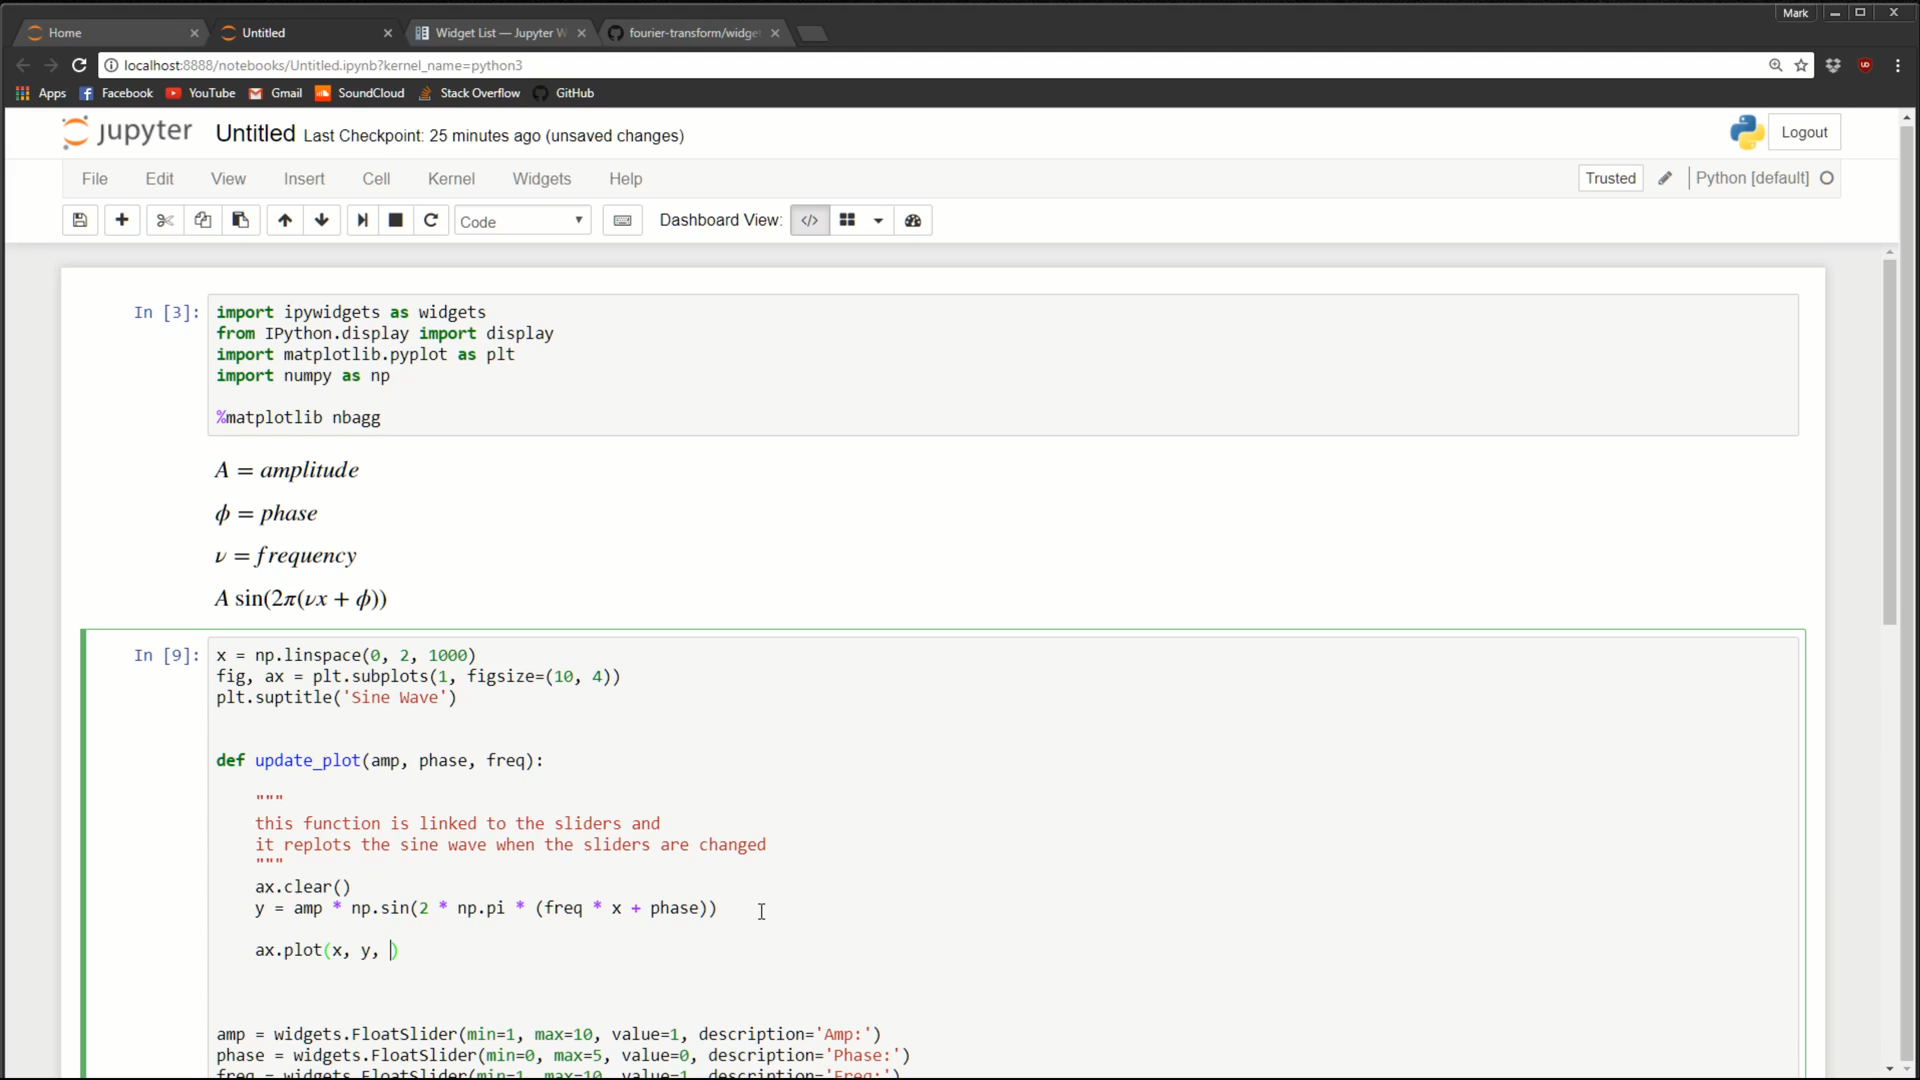 Mark
Home
Untitled
Widget List — Jupyter W
fourier-transform/widge
localhost:8888/notebooks/Untitled.ipynb?kernel_name=python3
Apps Facebook YouTube Gmail SoundCloud Stack Overflow GitHub
jupyter Untitled Last Checkpoint: 25 minutes ago (unsaved changes)
Logout
File Edit View Insert Cell Kernel Widgets Help
Trusted Python [default]
Code Dashboard View: </>
In [3]: import ipywidgets as widgets
from IPython.display import display
import matplotlib.pyplot as plt
import numpy as np
%matplotlib nbagg
A = amplitude
ϕ = phase
ν = frequency
A sin(2π(νx + ϕ))
In [9]: x = np.linspace(0, 2, 1000)
fig, ax = plt.subplots(1, figsize=(10, 4))
plt.suptitle('Sine Wave')
def update_plot(amp, phase, freq):
"""
this function is linked to the sliders and
it replots the sine wave when the sliders are changed
"""
ax.clear()
y = amp * np.sin(2 * np.pi * (freq * x + phase))
ax.plot(x, y, )
amp = widgets.FloatSlider(min=1, max=10, value=1, description='Amp:')
phase = widgets.FloatSlider(min=0, max=5, value=0, description='Phase:')
freq = widgets.FloatSlider(min=1, max=10, value=1, description='Freq:')